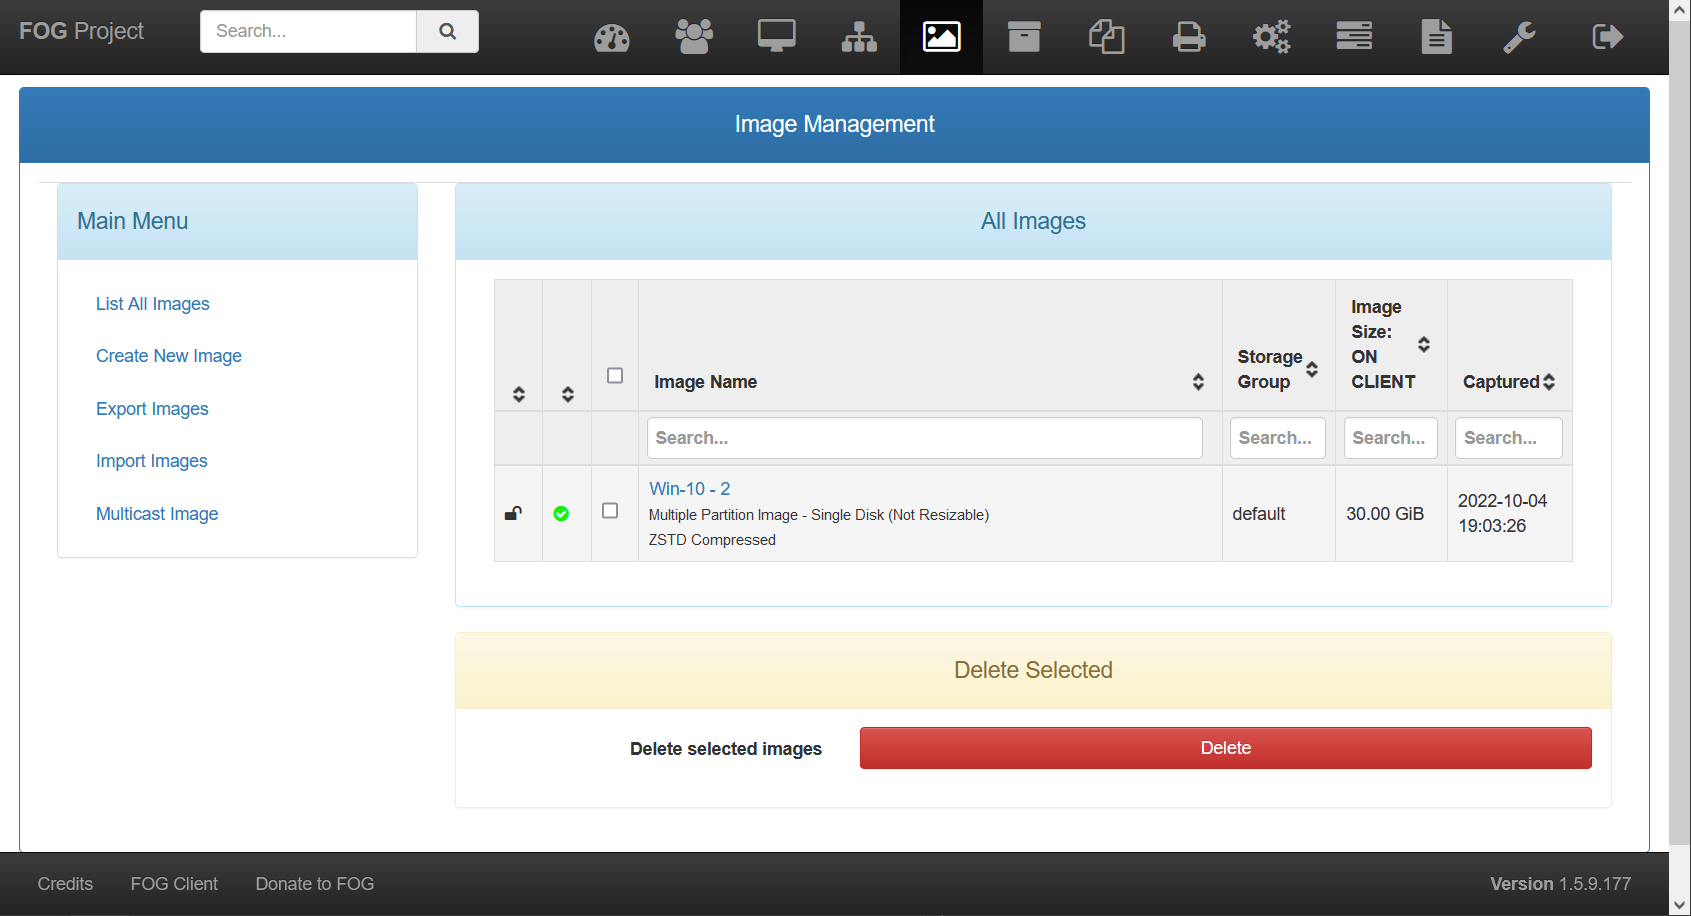 FOG Project
Search...
Image Management
Main Menu
List All Images
Create New Image
Export Images
Import Images
Multicast Image
All Images
Image Name
Storage
Group
Image
Size:
ON
CLIENT
Captured
Search...
Search...
Search...
Search...
Win-10 - 2
Multiple Partition Image - Single Disk (Not Resizable)
ZSTD Compressed
default
30.00 GiB
2022-10-04
19:03:26
Delete Selected
Delete selected images
Delete
Credits
FOG Client
Donate to FOG
Version 1.5.9.177